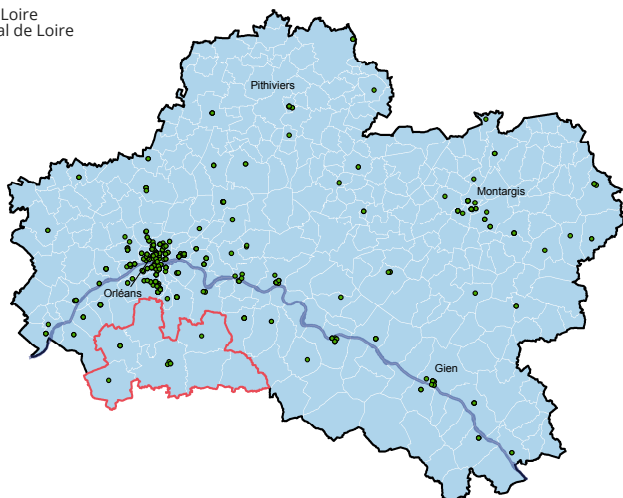 Loire
al de Loire
Pithiviers
Montargis
Orléans
Gien